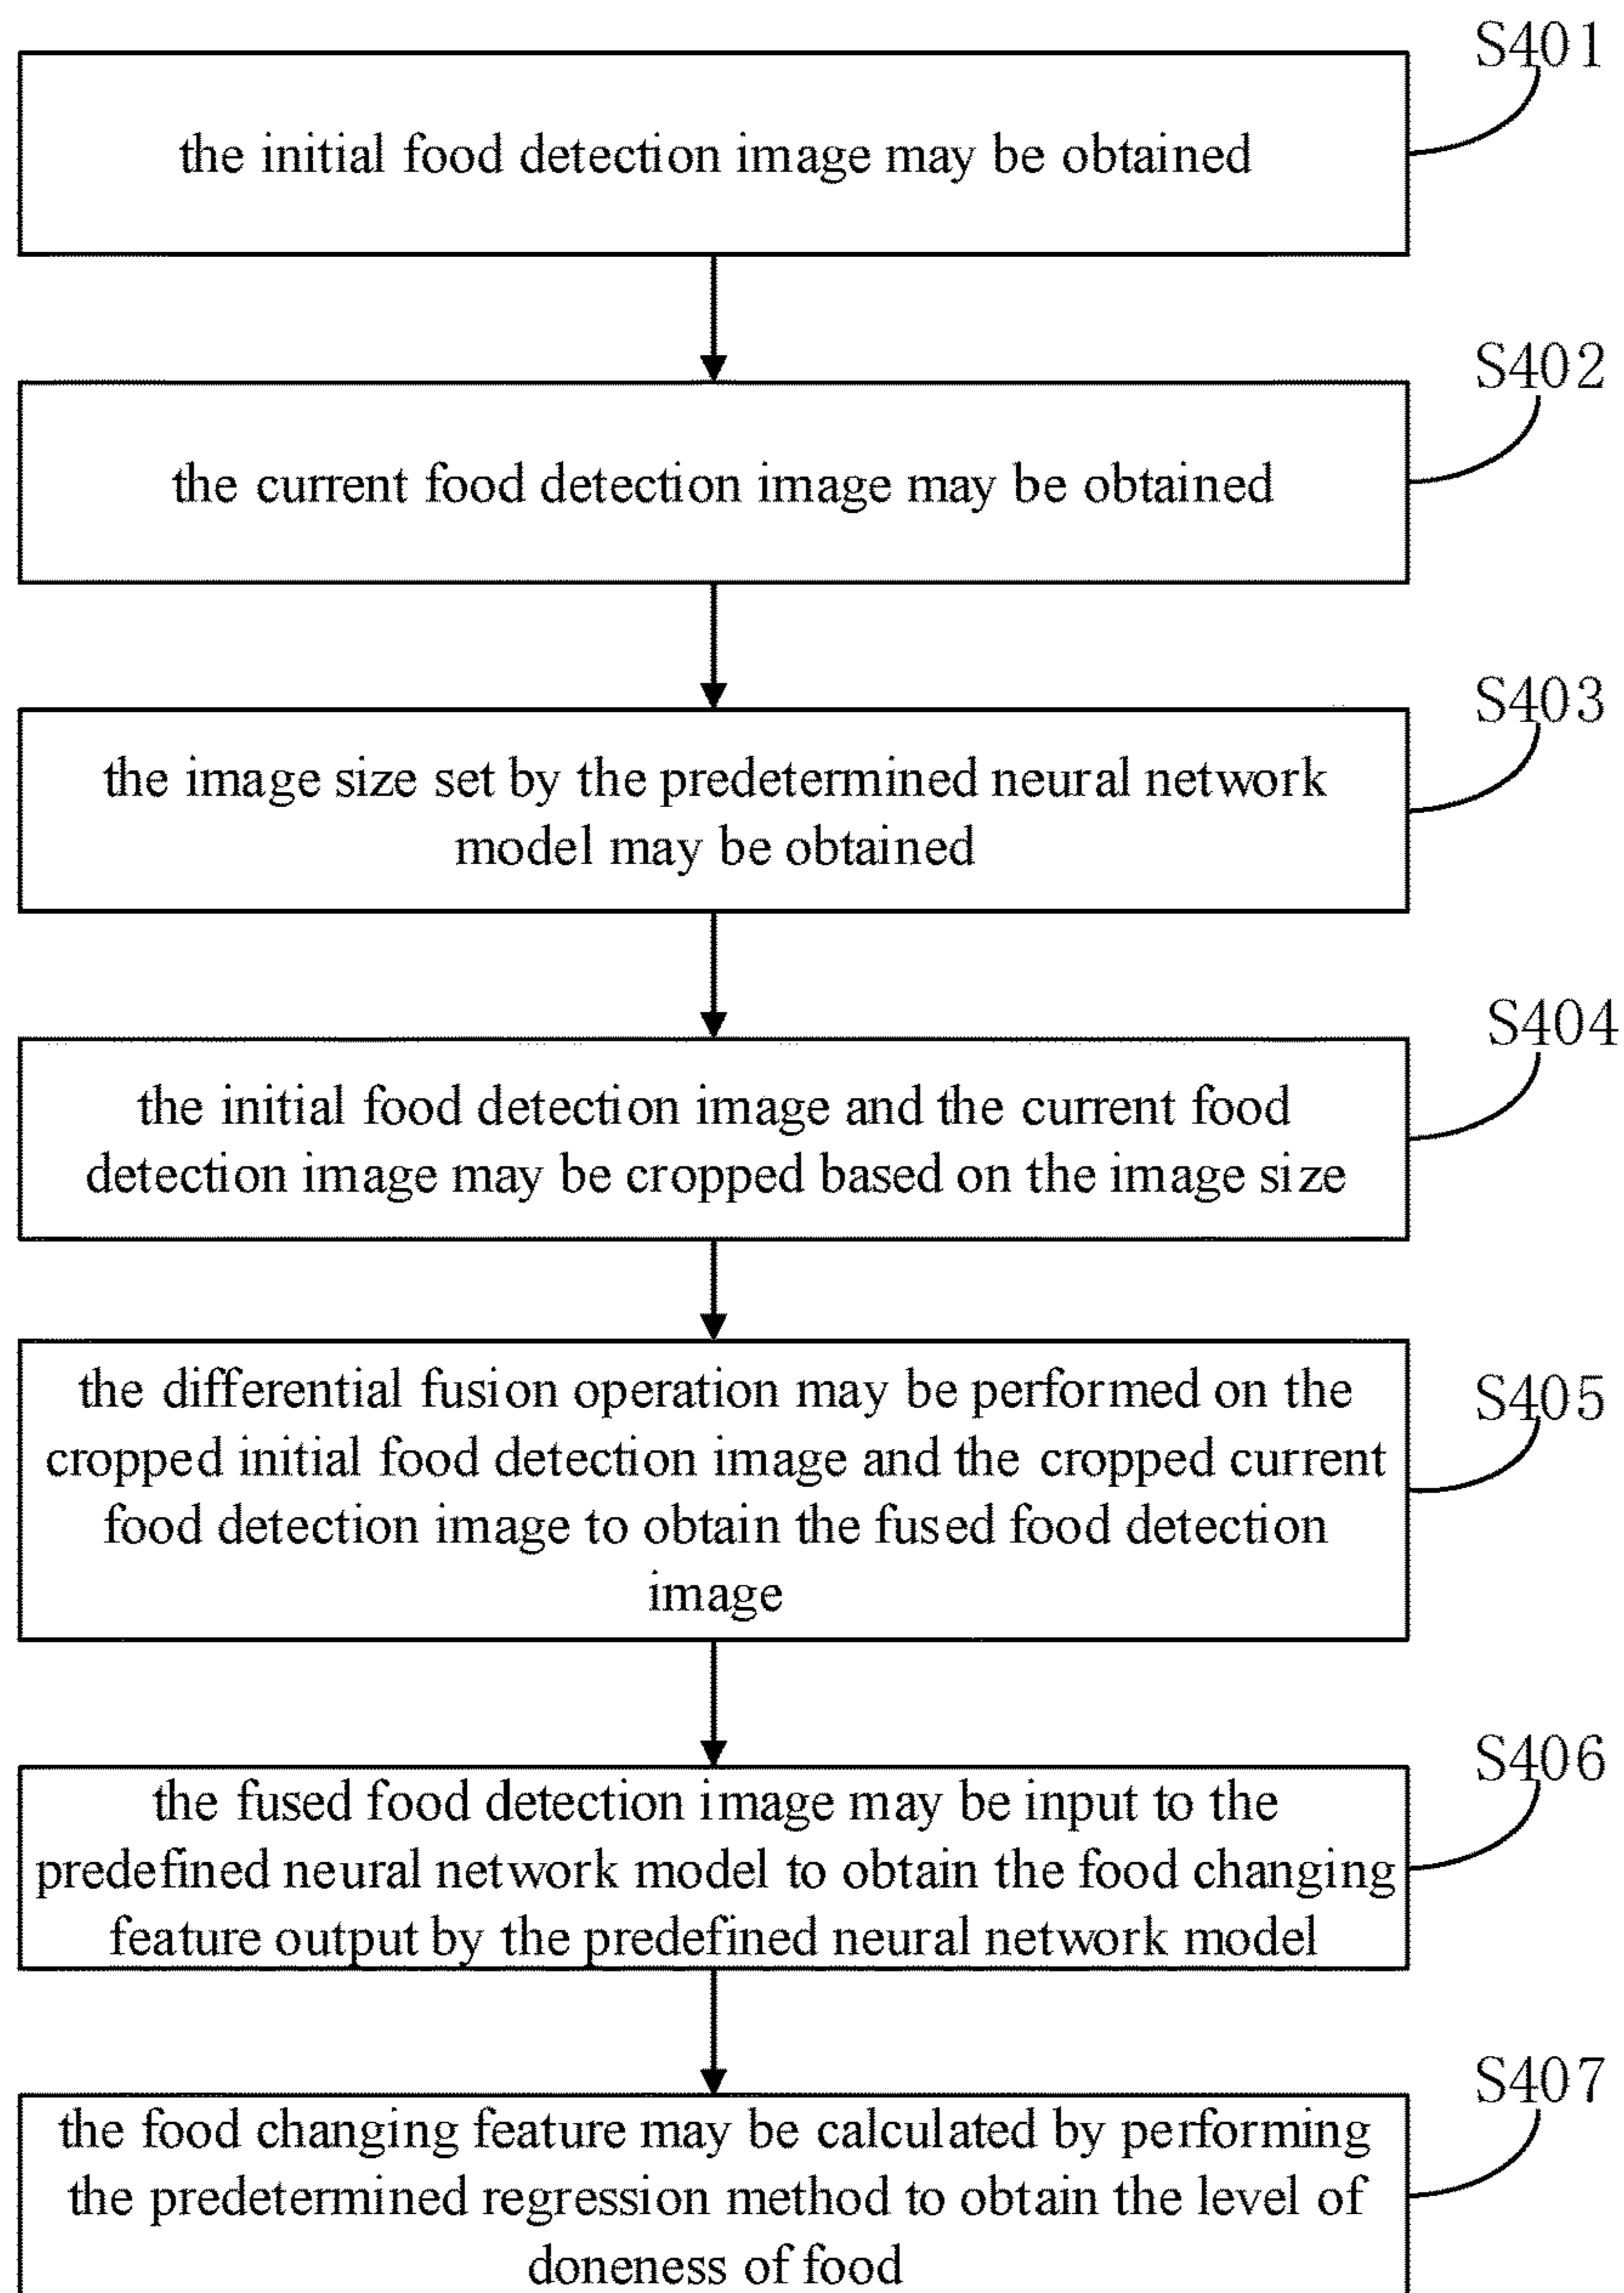 S401
the initial food detection image may be obtained
S402
the current food detection image may be obtained
S403
the image size set by the predetermined neural network
model may be obtained
S404
the initial food detection image and the current food
detection image may be cropped based on the image size
S405
the differential fusion operation may be performed on the
cropped initial food detection image and the cropped current
food detection image to obtain the fused food detection
image
S406
the fused food detection image may be input to the
predefined neural network model to obtain the food changing
feature output by the predefined neural network model
S407
the food changing feature may be calculated by performing
the predetermined regression method to obtain the level of
doneness of food